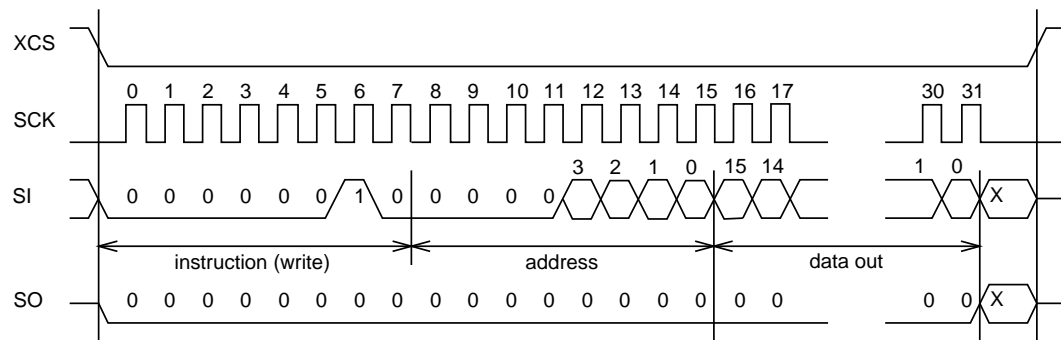 XCS
0 1 2 3 4 5 6 7 8 9 10 11 12 13 14 15 16 17 30 31
SCK
3 2 1 0 15 14 1 0
SI 0 0 0 0 0 0 1 0 0 0 0 0 X
instruction (write) address data out
SO 0 0 0 0 0 0 0 0 0 0 0 0 0 0 0 0 0 0 0 0 X